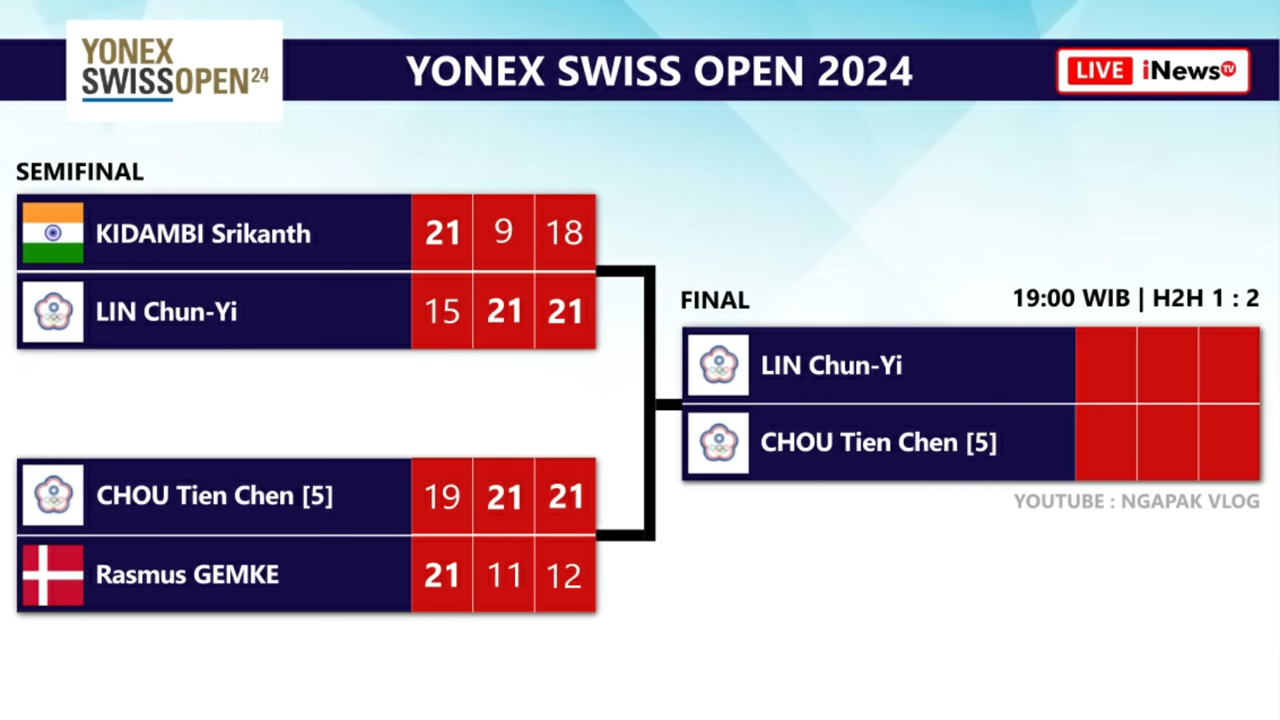 YONEX
SWISSOPEN24
YONEX SWISS OPEN 2024
LIVE iNewsTV
SEMIFINAL
KIDAMBI Srikanth 21 9 18
LIN Chun-Yi 15 21 21
FINAL 19:00 WIB | H2H 1 : 2
LIN Chun-Yi
CHOU Tien Chen [5]
CHOU Tien Chen [5] 19 21 21
YOUTUBE : NGAPAK VLOG
Rasmus GEMKE 21 11 12